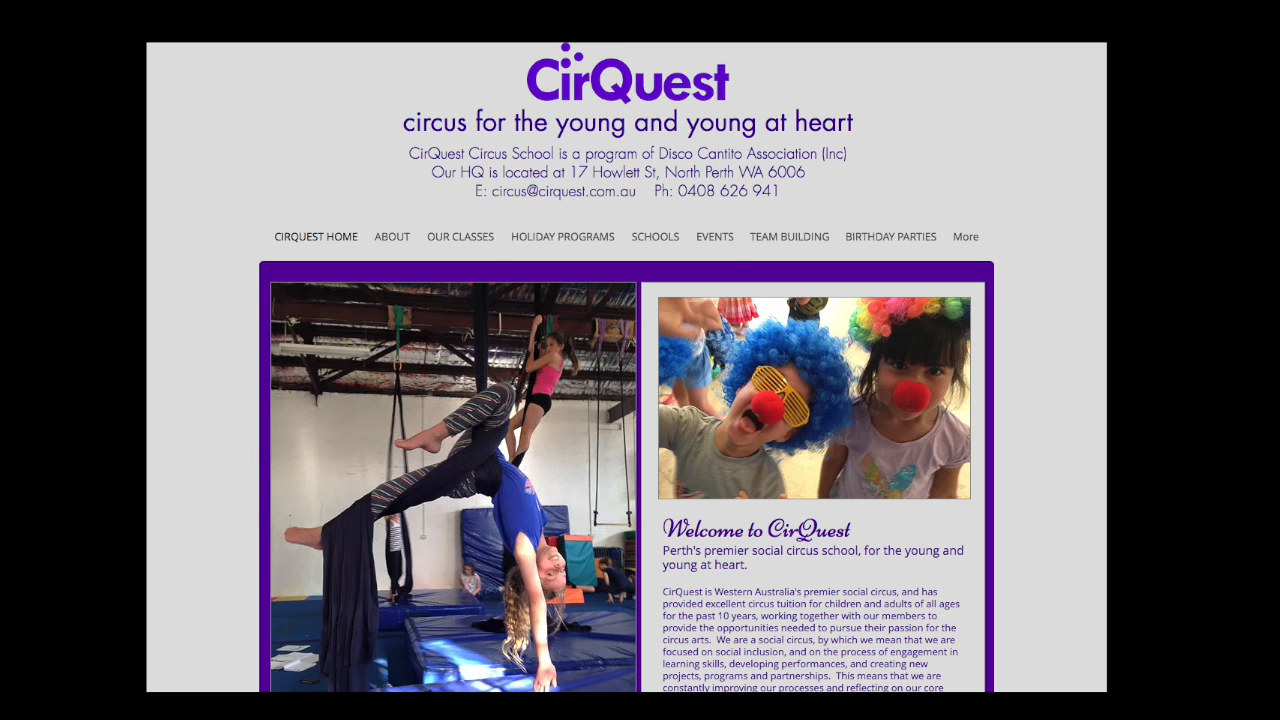 CirQuest
circus for the young and young at heart
CirQuest Circus School is a program of Disco Cantito Association (Inc)
Our HQ is located at 17 Howlett St, North Perth WA 6006
E: circus@cirquest.com.au Ph: 0408 626 941
CIRQUEST HOME ABOUT OUR CLASSES HOLIDAY PROGRAMS SCHOOLS EVENTS TEAM BUILDING BIRTHDAY PARTIES More
Welcome to CirQuest
Perth's premier social circus school, for the young and
young at heart.
CirQuest is Western Australia's premier social circus, and has
provided excellent circus tuition for children and adults of all ages
for the past 10 years, working together with our members to
provide the opportunities needed to pursue their passion for the
circus arts. We are a social circus, by which we mean that we are
focused on social inclusion, and on the process of engagement in
learning skills, developing performances, and creating new
projects, programs and partnerships. This means that we are
constantly improving our processes and reflecting on our core